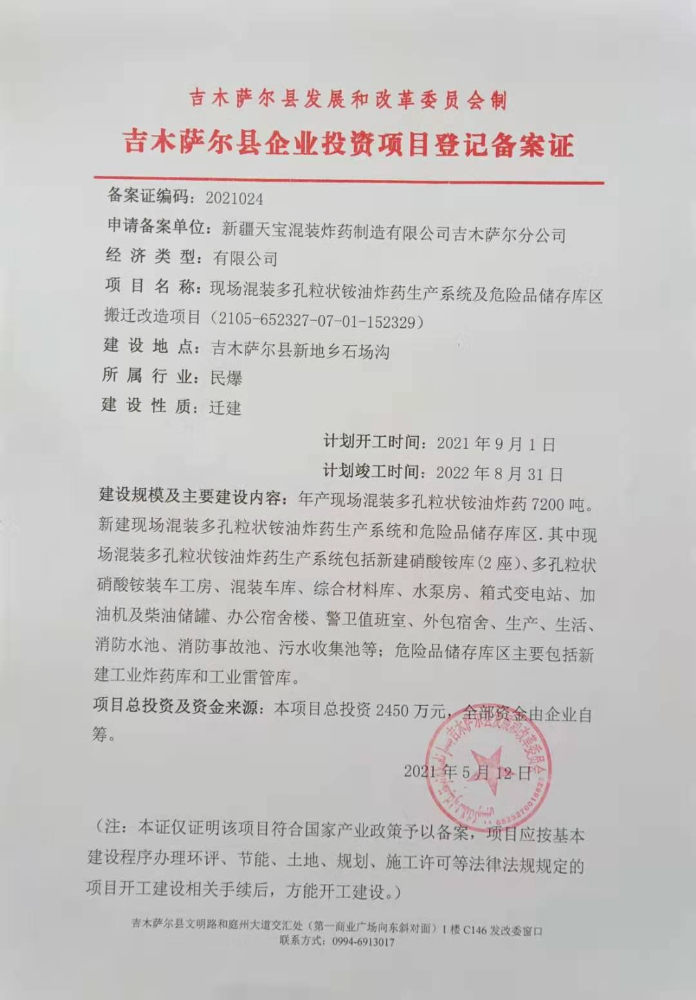 吉木萨尔县发展和改革委员会制
吉木萨尔县企业投资项目登记备案证
备案证编码：2021024
申请备案单位：新疆天宝混装炸药制造有限公司吉木萨尔分公司
经 济 类 型：有限公司
项 目 名 称：现场混装多孔粒状铵油炸药生产系统及危险品储存库区
搬迁改造项目（2105-652327-07-01-152329）
建 设 地 点：吉木萨尔县新地乡石场沟
所 属 行 业：民爆
建 设 性 质：迁建
计划开工时间：2021 年 9 月 1 日
计划竣工时间：2022 年 8 月 31 日
建设规模及主要建设内容：年产现场混装多孔粒状铵油炸药 7200 吨。
新建现场混装多孔粒状铵油炸药生产系统和危险品储存库区.其中现
场混装多孔粒状铵油炸药生产系统包括新建硝酸铵库(2 座)、多孔粒状
硝酸铵装车工房、混装车库、综合材料库、水泵房、箱式变电站、加
油机及柴油储罐、办公宿舍楼、警卫值班室、外包宿舍、生产、生活、
消防水池、消防事故池、污水收集池等；危险品储存库区主要包括新
建工业炸药库和工业雷管库。
项目总投资及资金来源：本项目总投资 2450 万元，全部资金由企业自
筹。
吉木萨尔县发展和改革委员会
2021 年 5 月 12 日
（注：本证仅证明该项目符合国家产业政策予以备案，项目应按基本
建设程序办理环评、节能、土地、规划、施工许可等法律法规规定的
项目开工建设相关手续后，方能开工建设。）
吉木萨尔县文明路和庭州大道交汇处（第一商业广场向东斜对面）1 楼 C146 发改委窗口
联系方式：0994-6913017